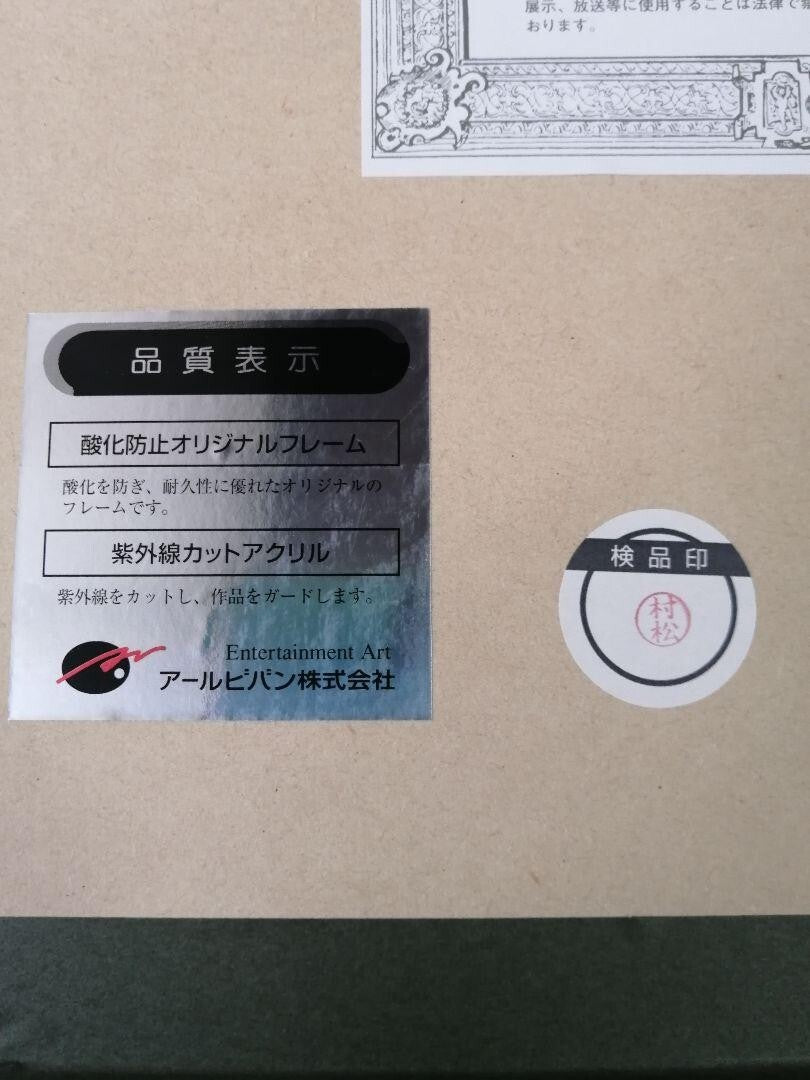 展示、放送等に使用することは法律で禁
おります。
品質表示
酸化防止オリジナルフレーム
酸化を防ぎ、耐久性に優れたオリジナルの
フレームです。
紫外線カットアクリル
紫外線をカットし、作品をガードします。
Entertainment Art
アールビバン株式会社
検品印
村松